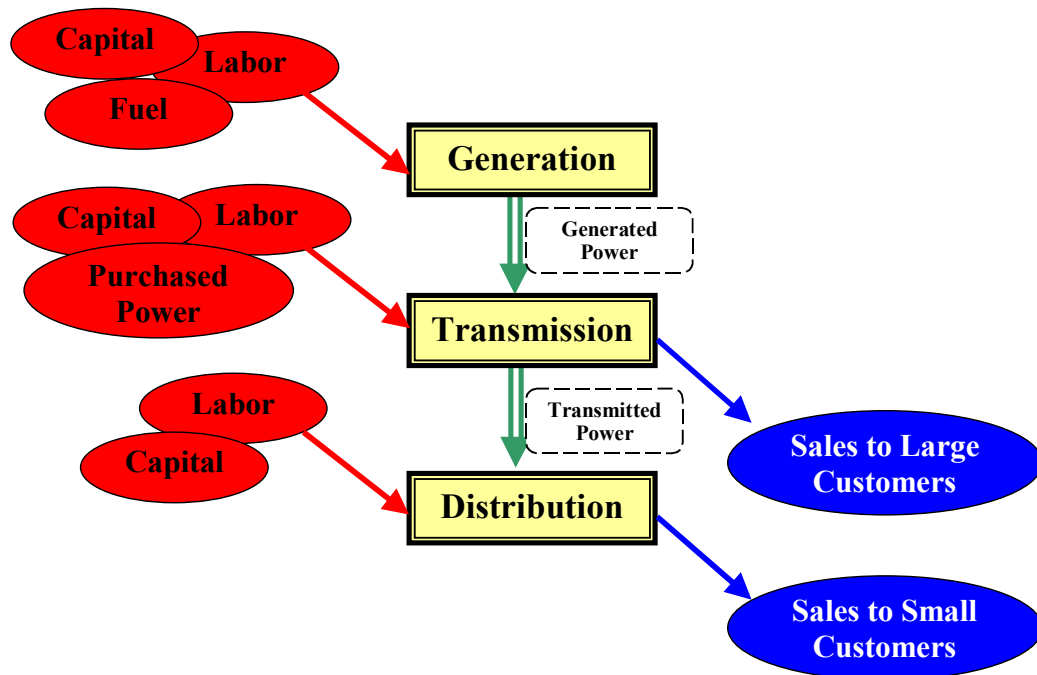 Capital
Labor
Fuel
Generation
Capital
Labor
Generated
Power
Purchased
Power
Transmission
Labor
Transmitted
Power
Capital
Sales to Large
Customers
Distribution
Sales to Small
Customers